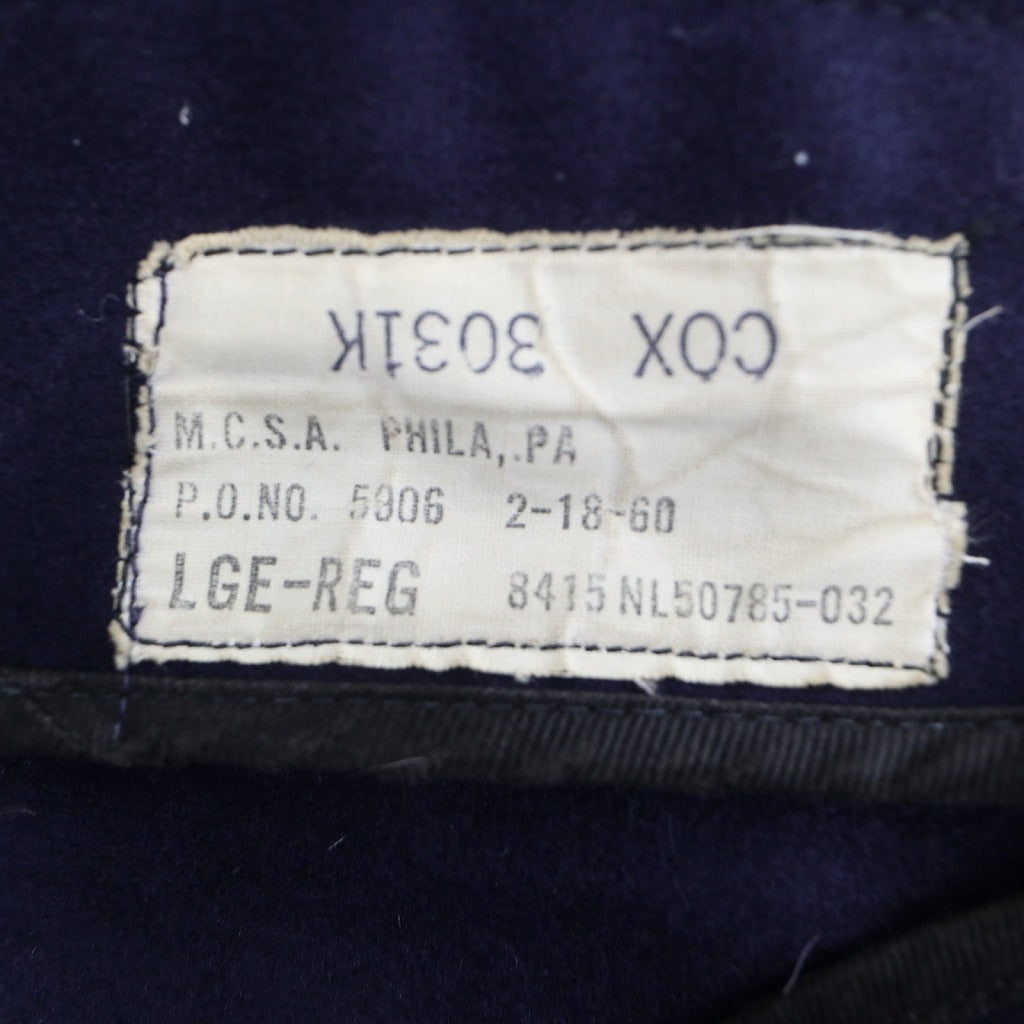 COX 3031K
M.C.S.A. PHILA,.PA
P.O.NO. 5906 2-18-60
LGE-REG 8415 NL50785-032